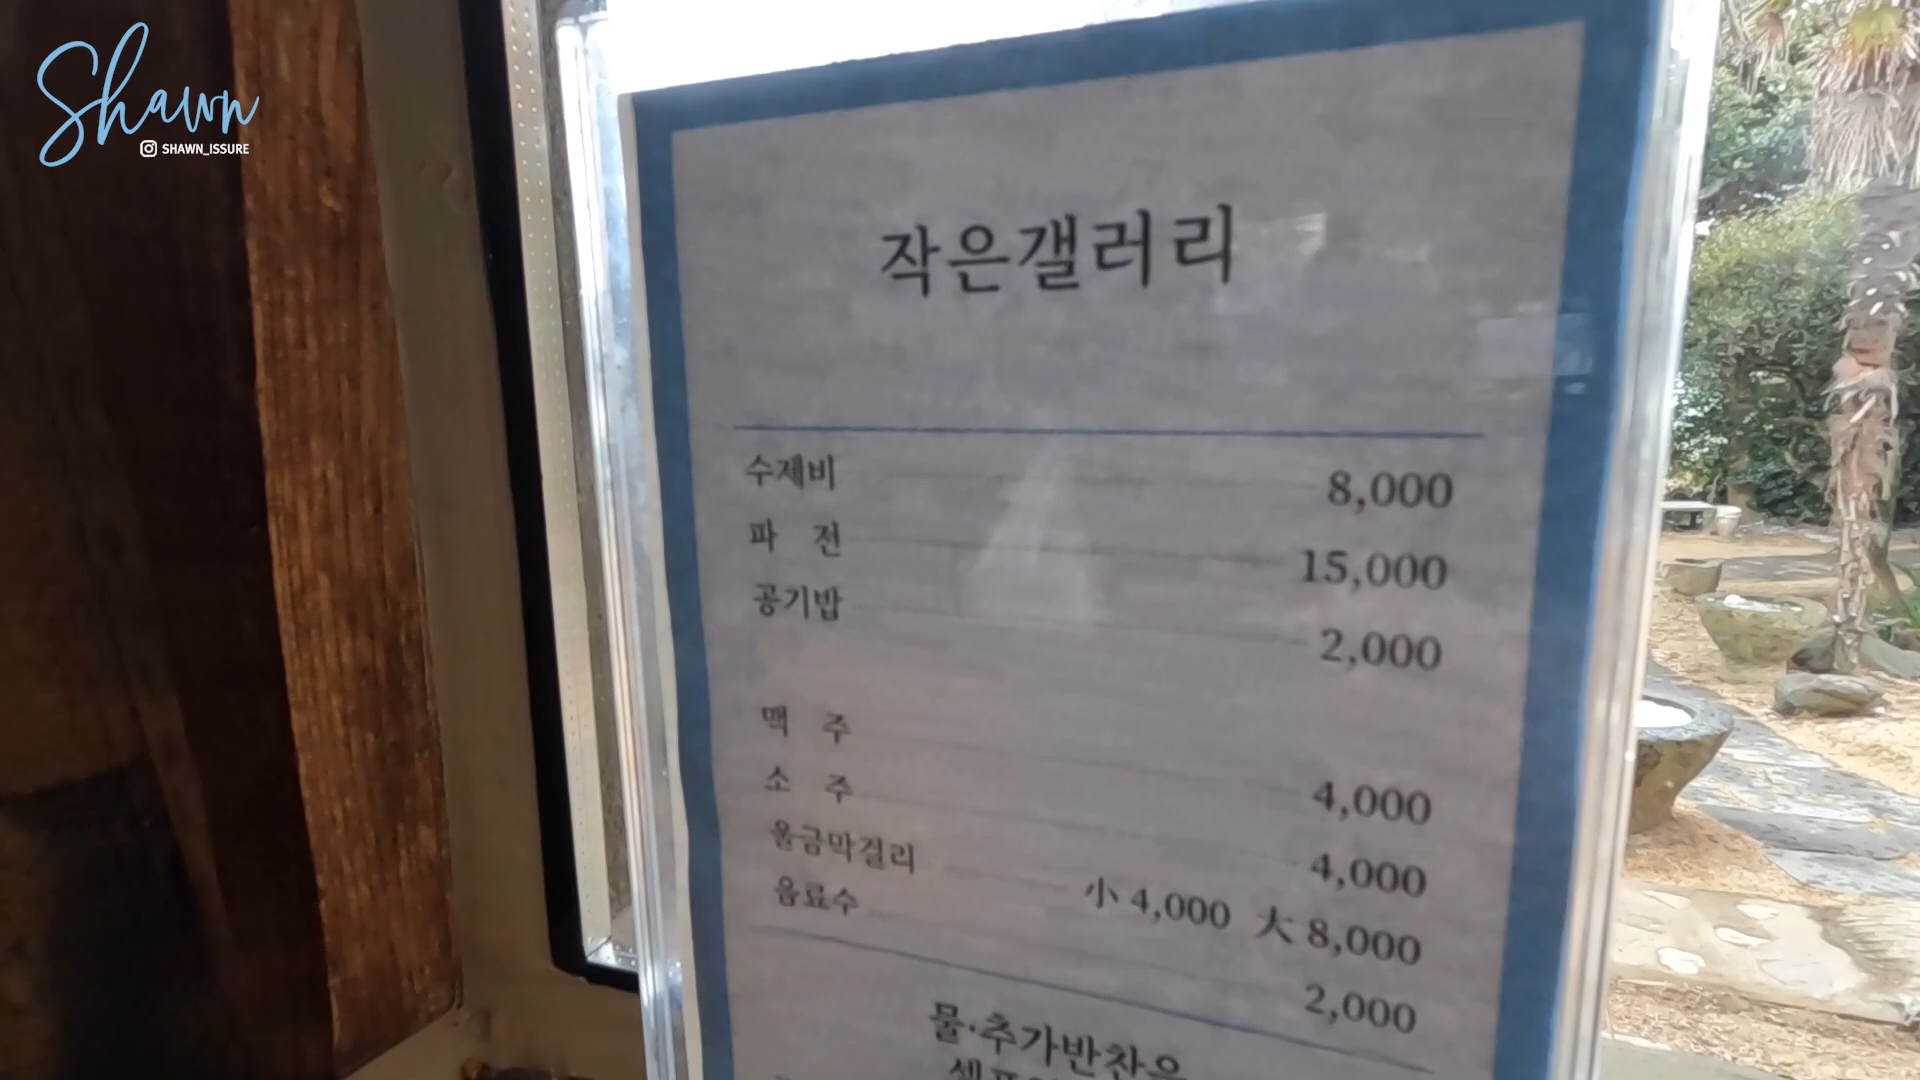 Shawn
SHAWN_ISSURE
작은갤러리
수제비 8,000
파 전 15,000
공기밥 2,000
맥 주 4,000
소 주 4,000
울금막걸리 小 4,000 大 8,000
음료수 2,000
물·추가반찬은